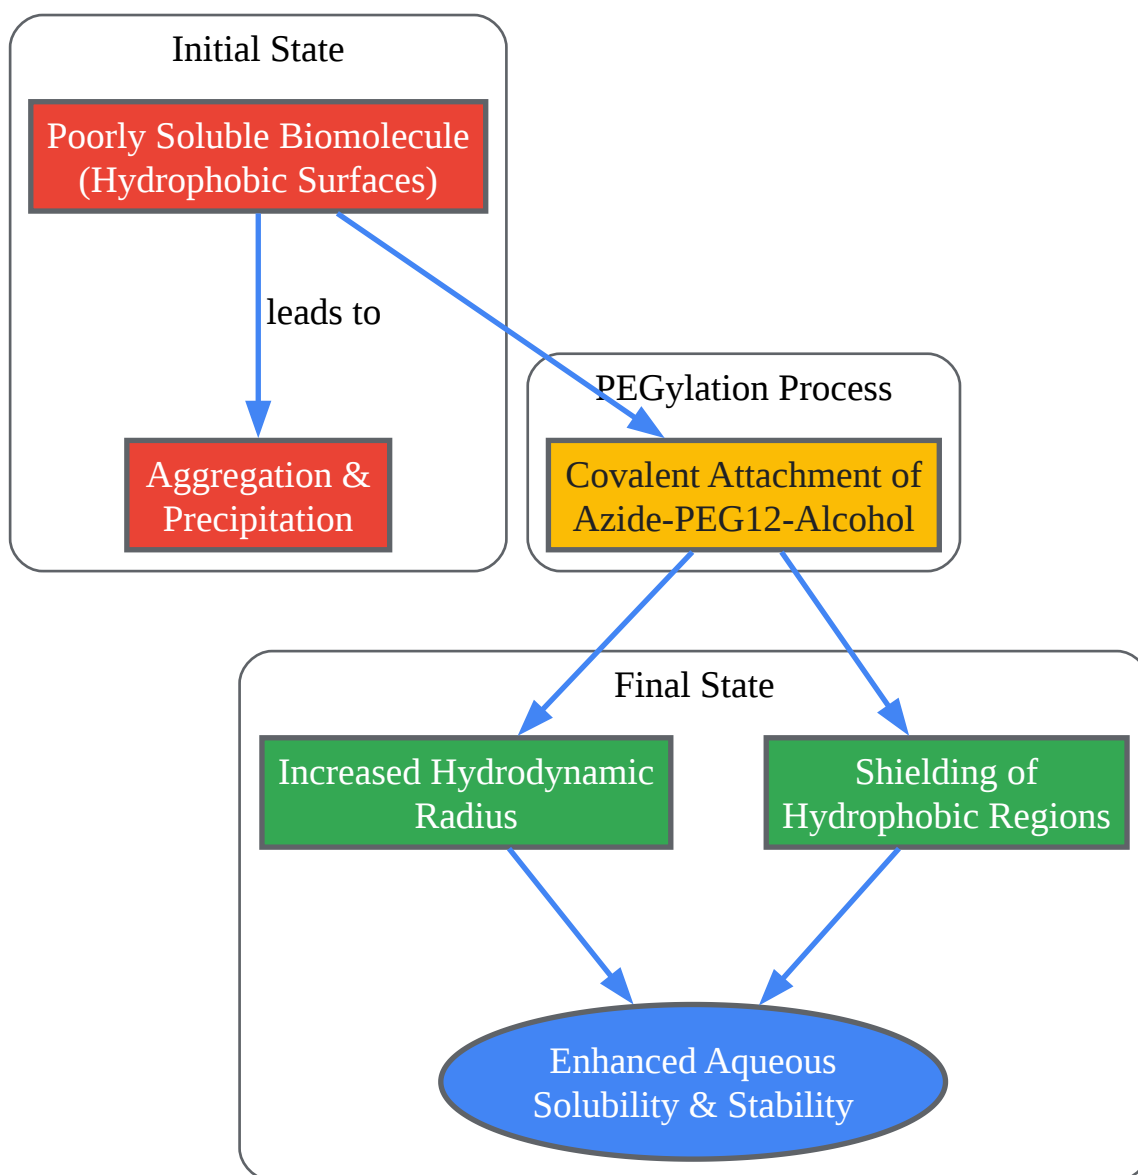 Initial State
Poorly Soluble Biomolecule
(Hydrophobic Surfaces)
leads to
Aggregation &
Precipitation
PEGylation Process
Covalent Attachment of
Azide-PEG12-Alcohol
Final State
Increased Hydrodynamic
Radius
Shielding of
Hydrophobic Regions
Enhanced Aqueous
Solubility & Stability